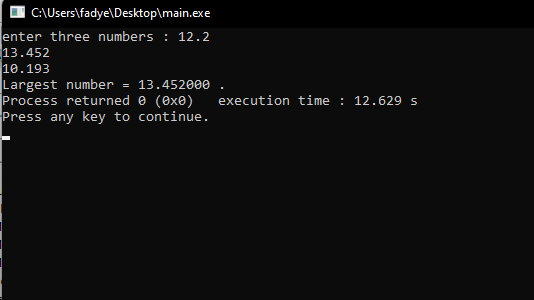 C:\Users\fadye\Desktop\main.exe
enter three numbers : 12.2
13.452
10.193
Largest number = 13.452000 .
Process returned 0 (0x0)   execution time : 12.629 s
Press any key to continue.